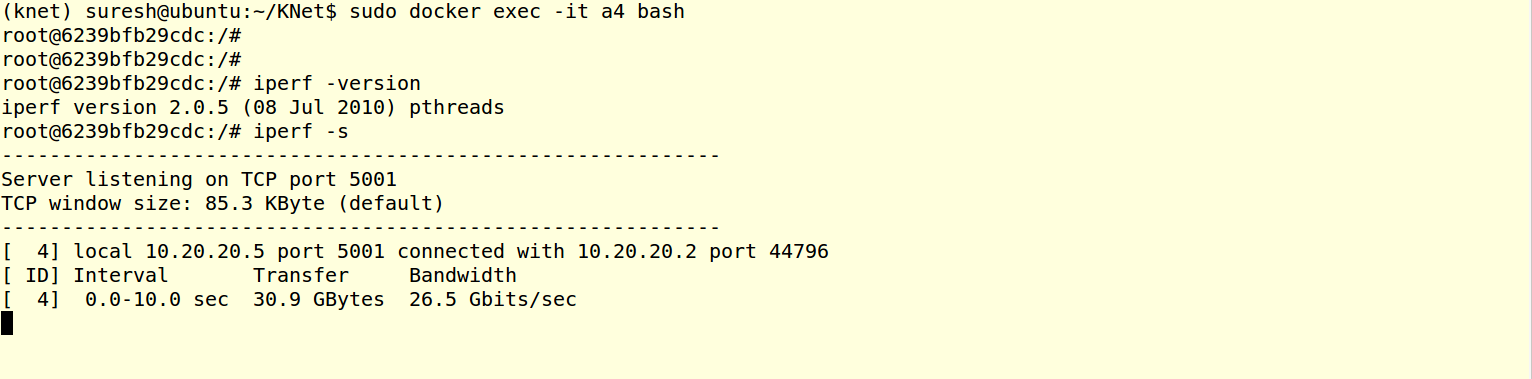 (knet) suresh@ubuntu:~/KNet$ sudo docker exec -it a4 bash
root@6239bfb29cdc:/#
root@6239bfb29cdc:/#
root@6239bfb29cdc:/# iperf -version
iperf version 2.0.5 (08 Jul 2010) pthreads
root@6239bfb29cdc:/# iperf -s
------------------------------------------------------------
Server listening on TCP port 5001
TCP window size: 85.3 KByte (default)
------------------------------------------------------------
[  4] local 10.20.20.5 port 5001 connected with 10.20.20.2 port 44796
[ ID] Interval       Transfer     Bandwidth
[  4]  0.0-10.0 sec  30.9 GBytes  26.5 Gbits/sec